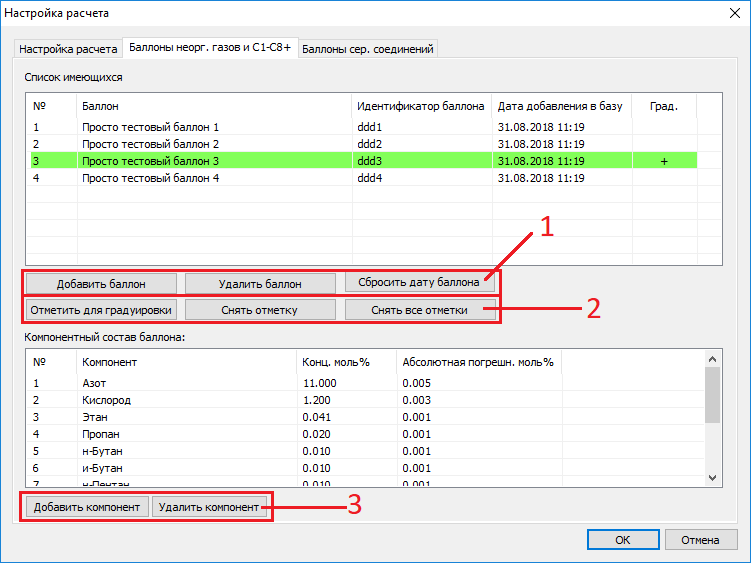 Настройка расчета
Настройка расчета Баллоны неорг. газов и C1-C8+ Баллоны сер. соединений
Список имеющихся
№ Баллон Идентификатор баллона Дата добавления в базу Град.
1 Просто тестовый баллон 1 ddd1 31.08.2018 11:19
2 Просто тестовый баллон 2 ddd2 31.08.2018 11:19
3 Просто тестовый баллон 3 ddd3 31.08.2018 11:19 +
4 Просто тестовый баллон 4 ddd4 31.08.2018 11:19
1
Добавить баллон Удалить баллон Сбросить дату баллона
Отметить для градуировки Снять отметку Снять все отметки 2
Компонентный состав баллона:
№ Компонент Конц. моль% Абсолютная погрешн. моль%
1 Азот 11.000 0.005
2 Кислород 1.200 0.003
3 Этан 0.041 0.001
4 Пропан 0.020 0.001
5 н-Бутан 0.010 0.001
6 и-Бутан 0.010 0.001
7 н-Пентан 0.010 0.001
Добавить компонент Удалить компонент 3
OK Отмена